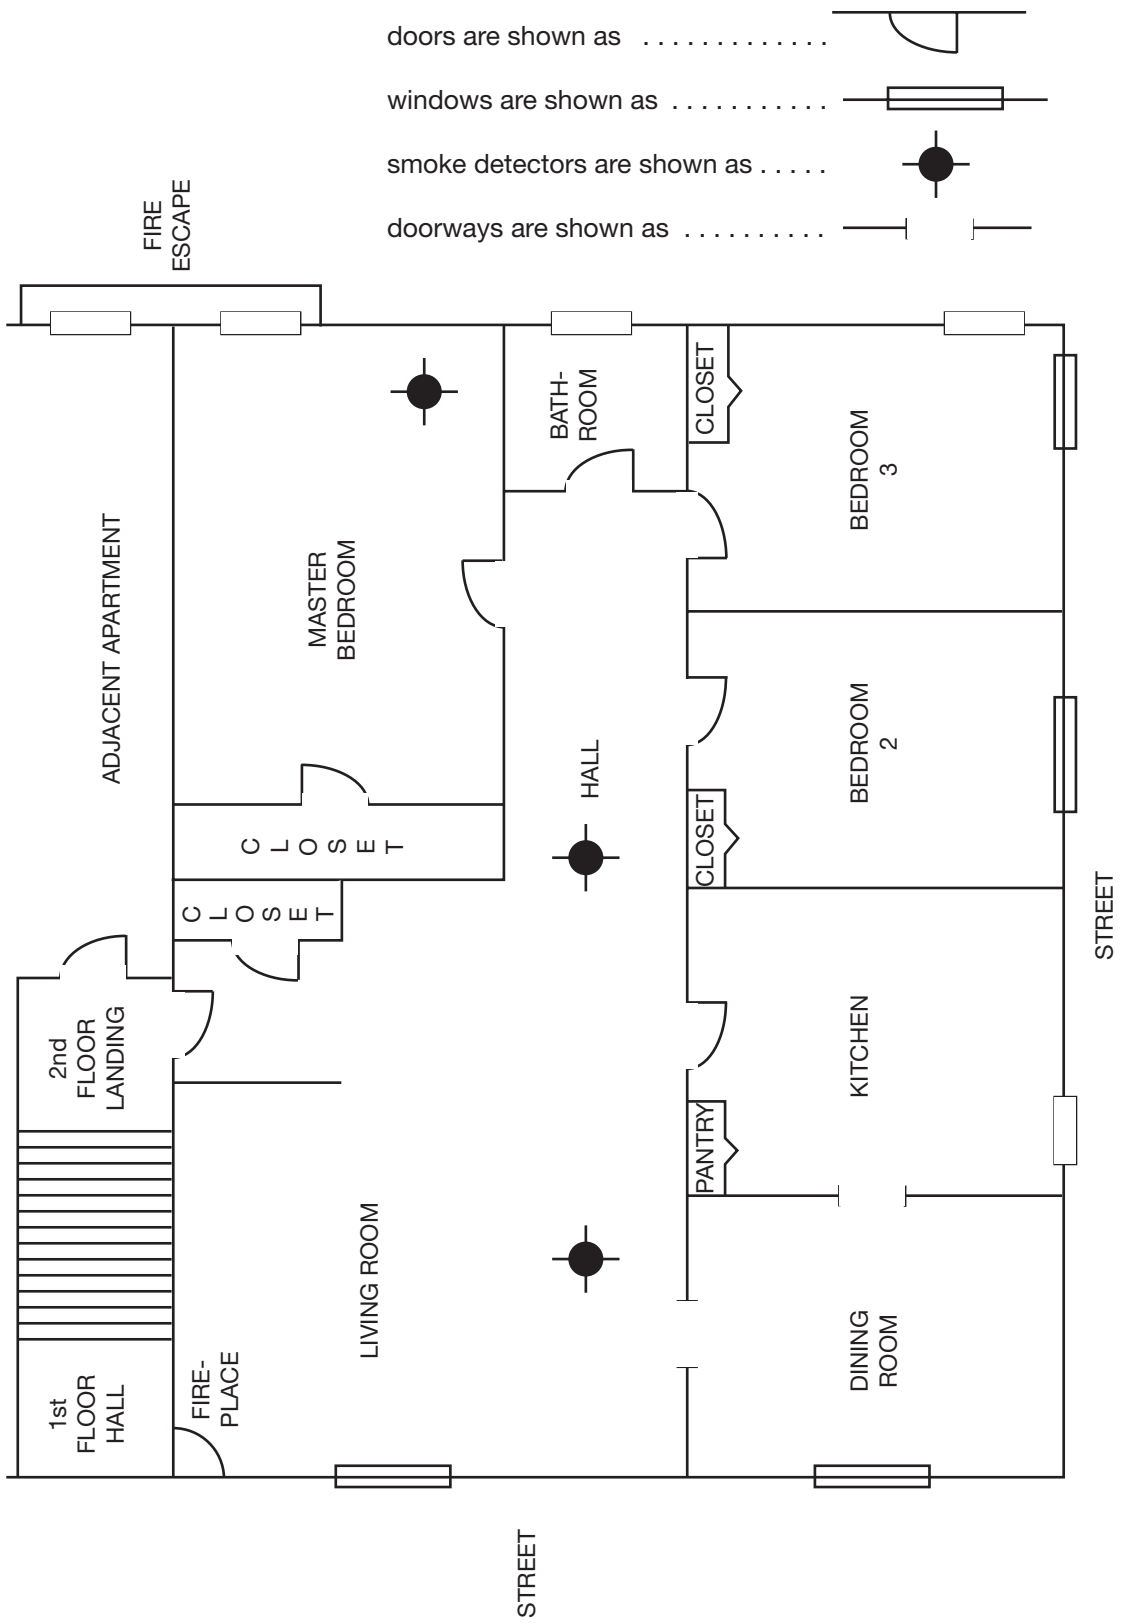 doors are shown as . . . . . . . . . . . . .
windows are shown as . . . . . . . . . . .
smoke detectors are shown as . . . . .
doorways are shown as . . . . . . . . . .
FIRE
ESCAPE
ADJACENT APARTMENT
MASTER
BEDROOM
BATH-
ROOM
CLOSET
BEDROOM
3
BEDROOM
2
HALL
CLOSET
CLOSET
CLOSET
2nd
FLOOR
LANDING
KITCHEN
PANTRY
STREET
LIVING ROOM
DINING
ROOM
1st
FLOOR
HALL
FIRE-
PLACE
STREET